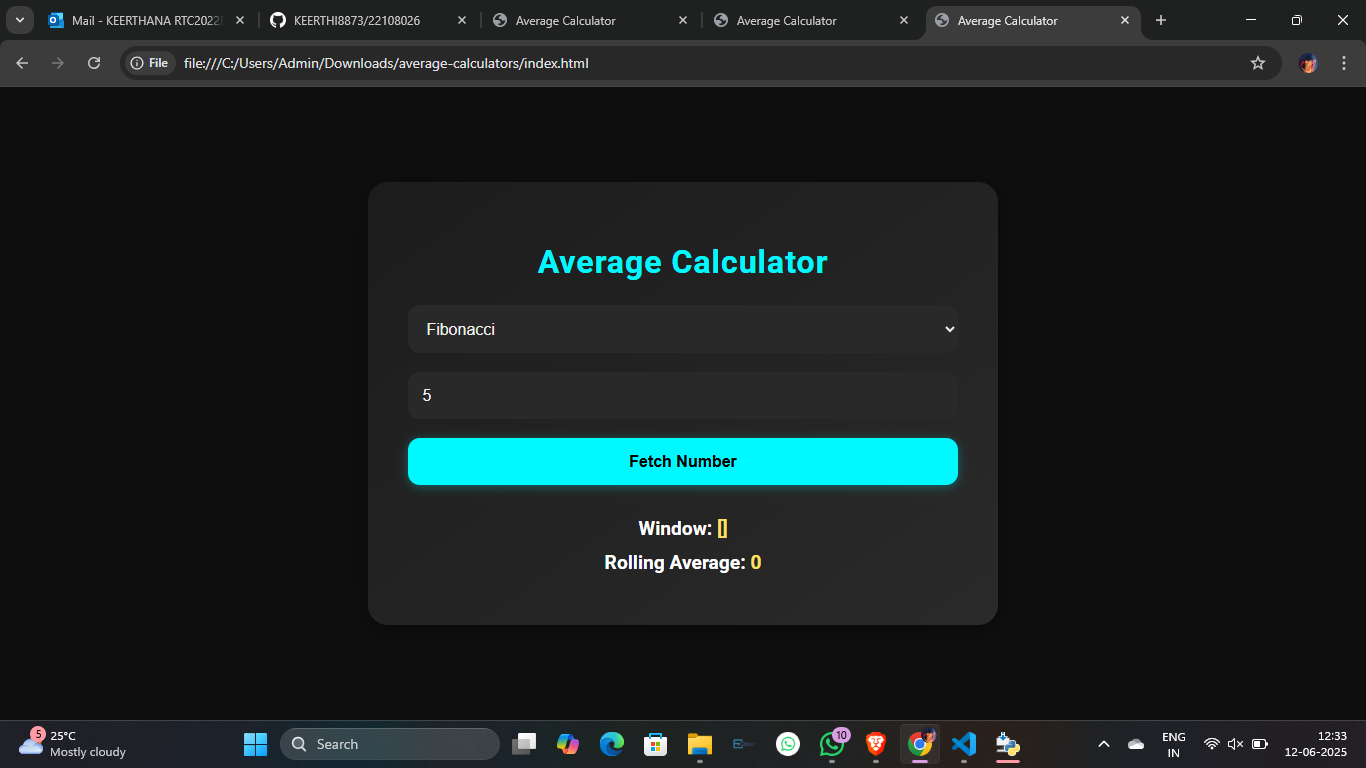 Mail - KEERTHANA RTC2022
KEERTHI8873/22108026
Average Calculator
Average Calculator
Average Calculator
File
file:///C:/Users/Admin/Downloads/average-calculators/index.html
Average Calculator
Fibonacci
5
Fetch Number
Window: []
Rolling Average: 0
5
25°C
Mostly cloudy
Search
10
ENG
IN
12:33
12-06-2025